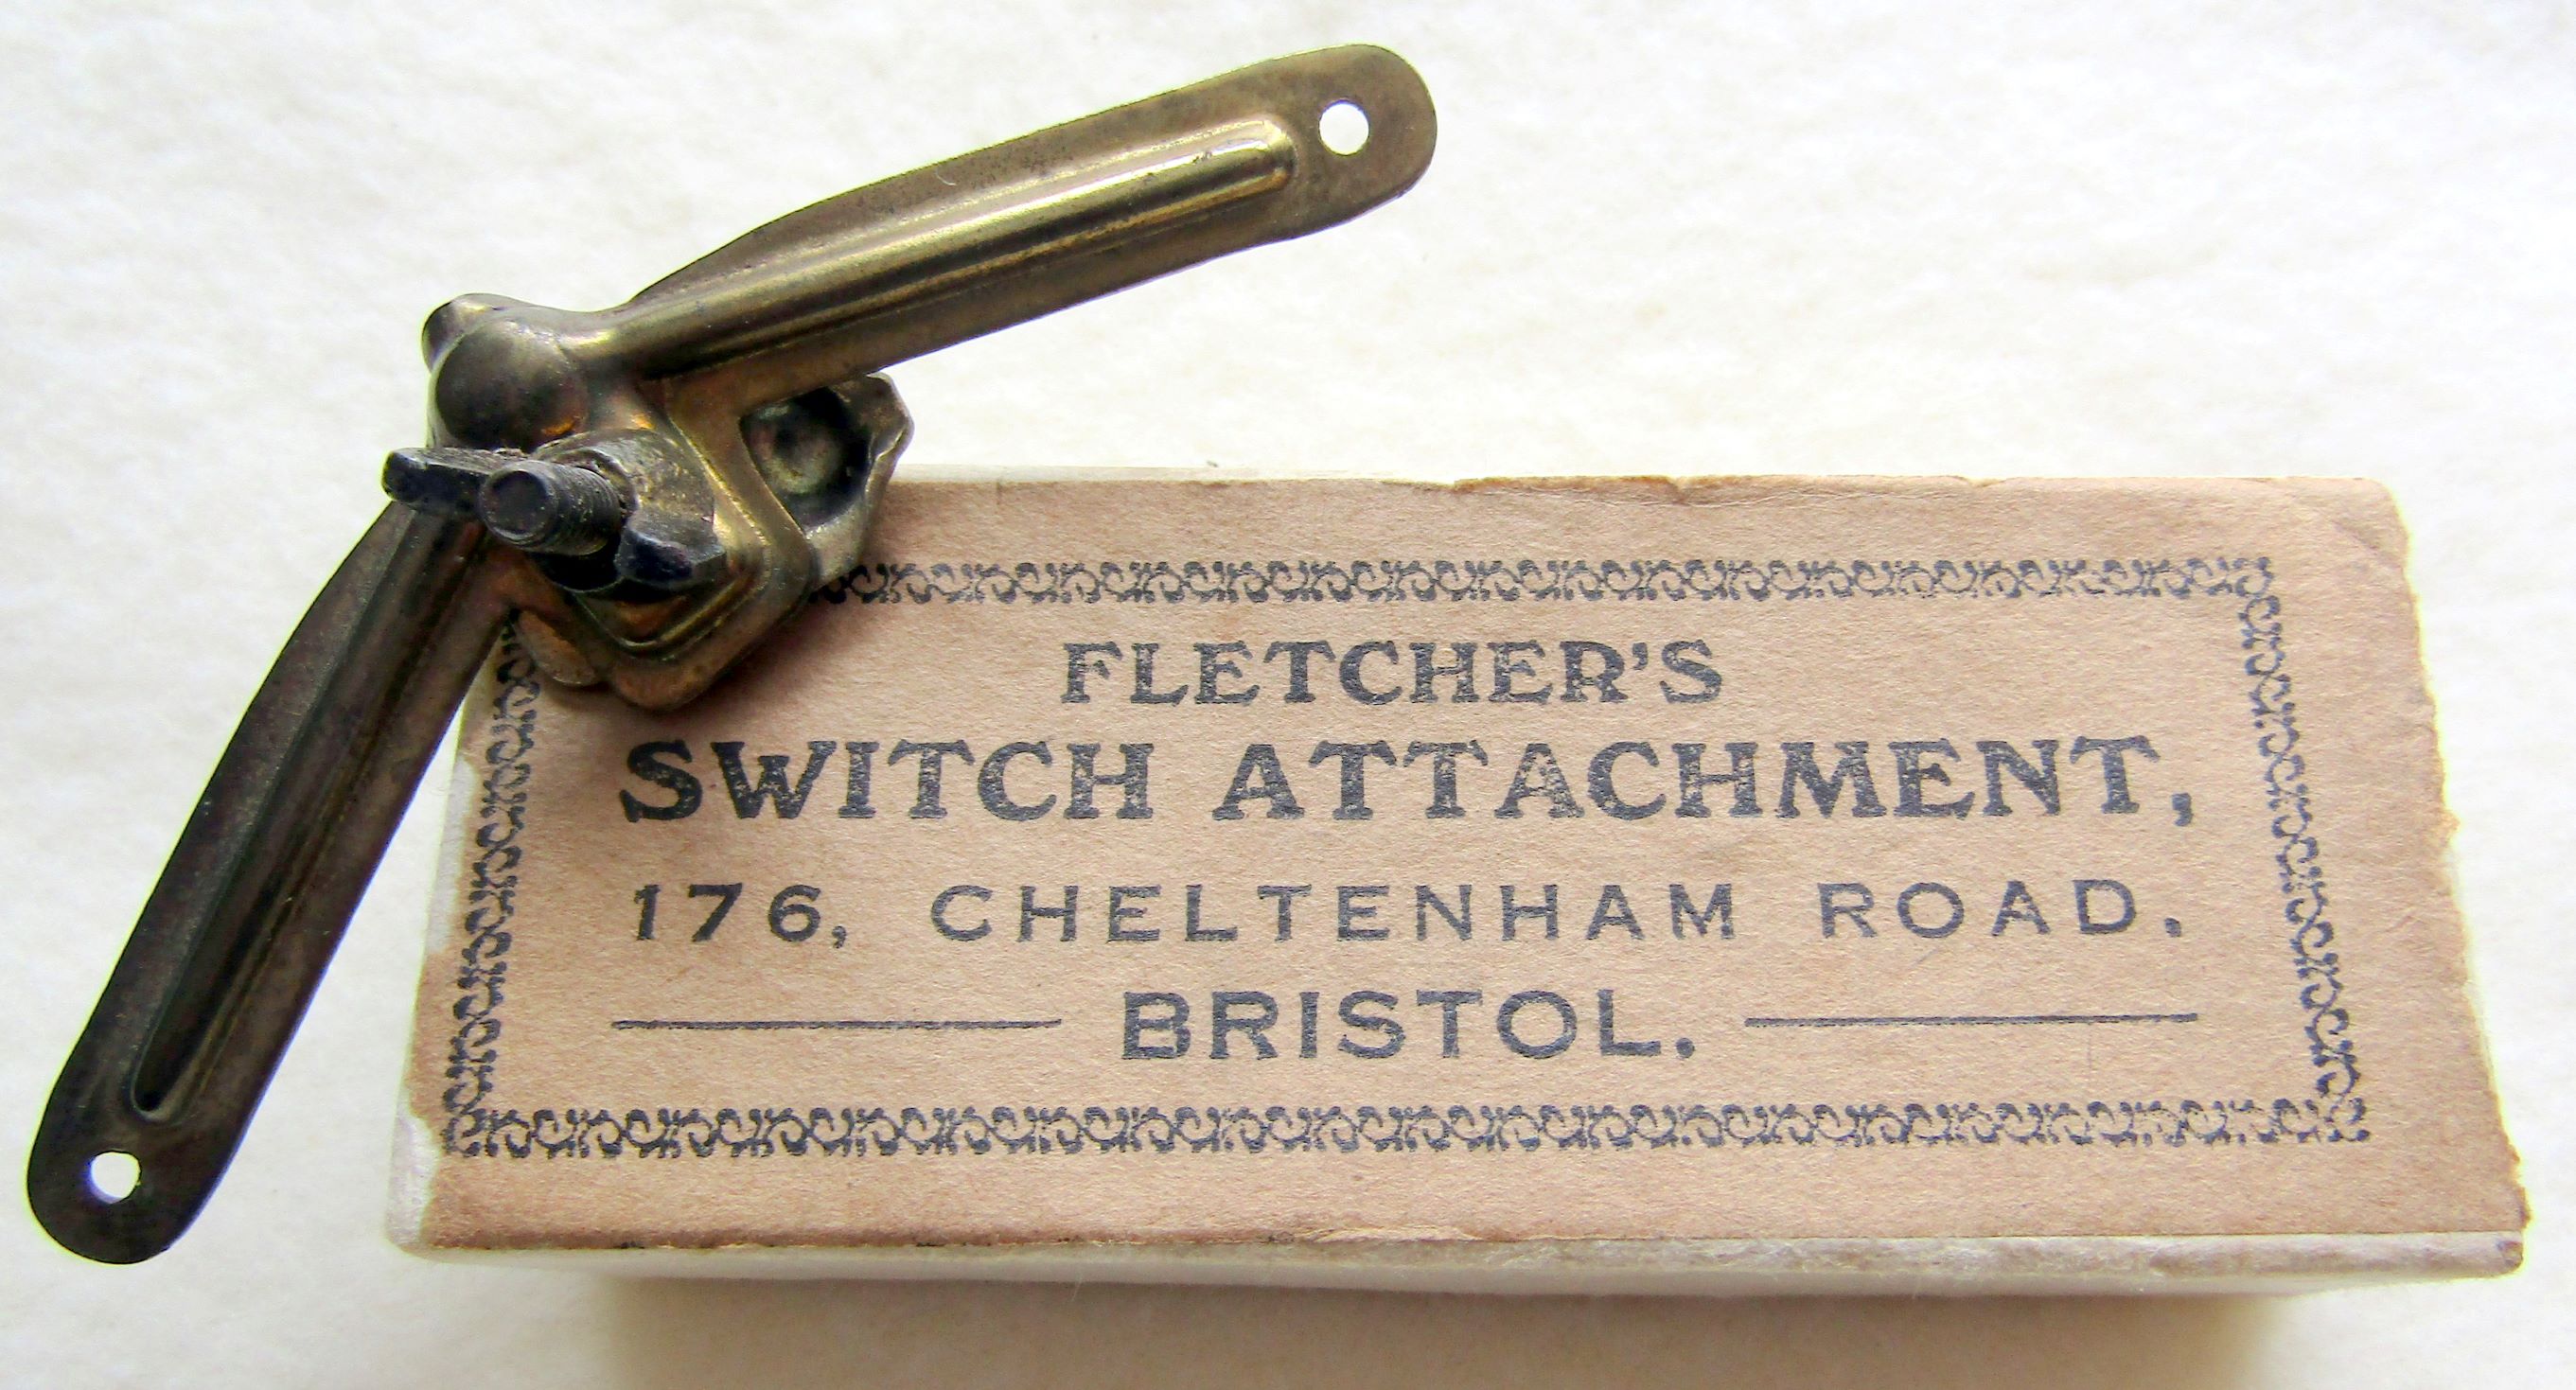 FLETCHER'S
SWITCH ATTACHMENT,
176, CHELTENHAM ROAD.
BRISTOL.